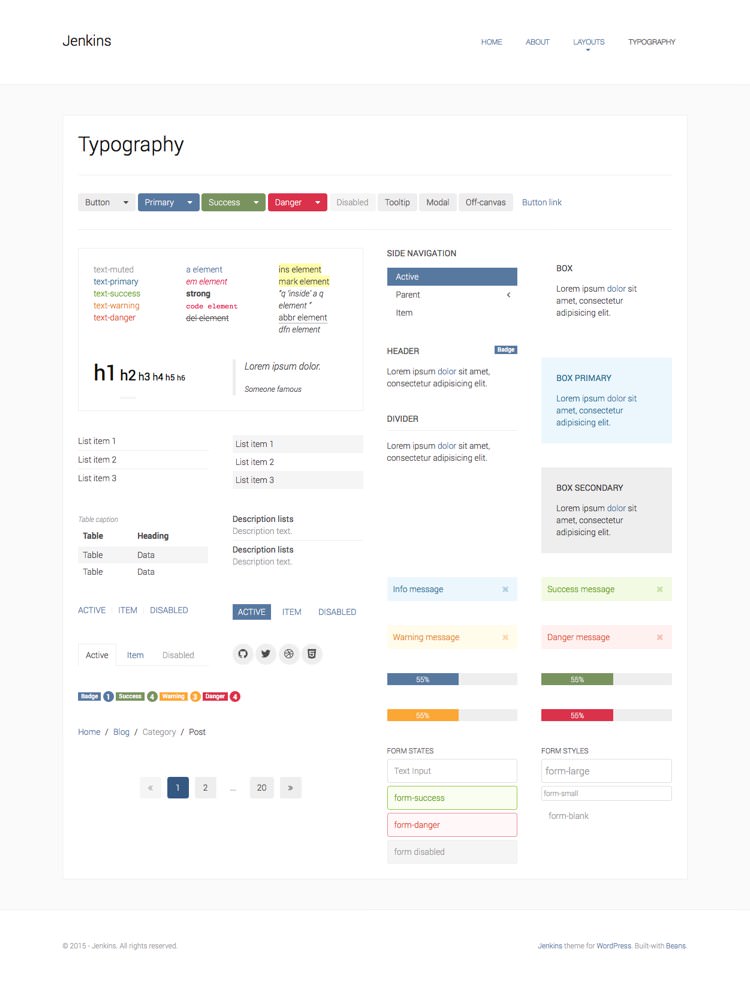 Jenkins
HOME ABOUT LAYOUTS TYPOGRAPHY
Typography
Button Primary Success Danger Disabled Tooltip Modal Off-canvas Button link
text-muted
text-primary
text-success
text-warning
text-danger
a element
em element
strong
code element
del element
ins element
mark element
"q 'inside' a q
element "
abbr element
dfn element
h1 h2 h3 h4 h5 h6
Lorem ipsum dolor.
Someone famous
List item 1
List item 2
List item 3
List item 1
List item 2
List item 3
Table caption
Table Heading
Table Data
Table Data
Description lists
Description text.
Description lists
Description text.
ACTIVE ITEM DISABLED
ACTIVE ITEM DISABLED
Active Item Disabled
Badge 1 Success 4 Warning 3 Danger 4
Home / Blog / Category / Post
« 1 2 ... 20 »
SIDE NAVIGATION
Active
Parent
Item
HEADER Badge
Lorem ipsum dolor sit amet,
consectetur adipisicing elit.
DIVIDER
Lorem ipsum dolor sit amet,
consectetur adipisicing elit.
BOX
Lorem ipsum dolor sit
amet, consectetur
adipisicing elit.
BOX PRIMARY
Lorem ipsum dolor sit
amet, consectetur
adipisicing elit.
BOX SECONDARY
Lorem ipsum dolor sit
amet, consectetur
adipisicing elit.
Info message
Success message
Warning message
Danger message
55%
55%
55%
55%
FORM STATES
Text Input
form-success
form-danger
form disabled
FORM STYLES
form-large
form-small
form-blank
© 2015 - Jenkins. All rights reserved.
Jenkins theme for WordPress. Built-with Beans.